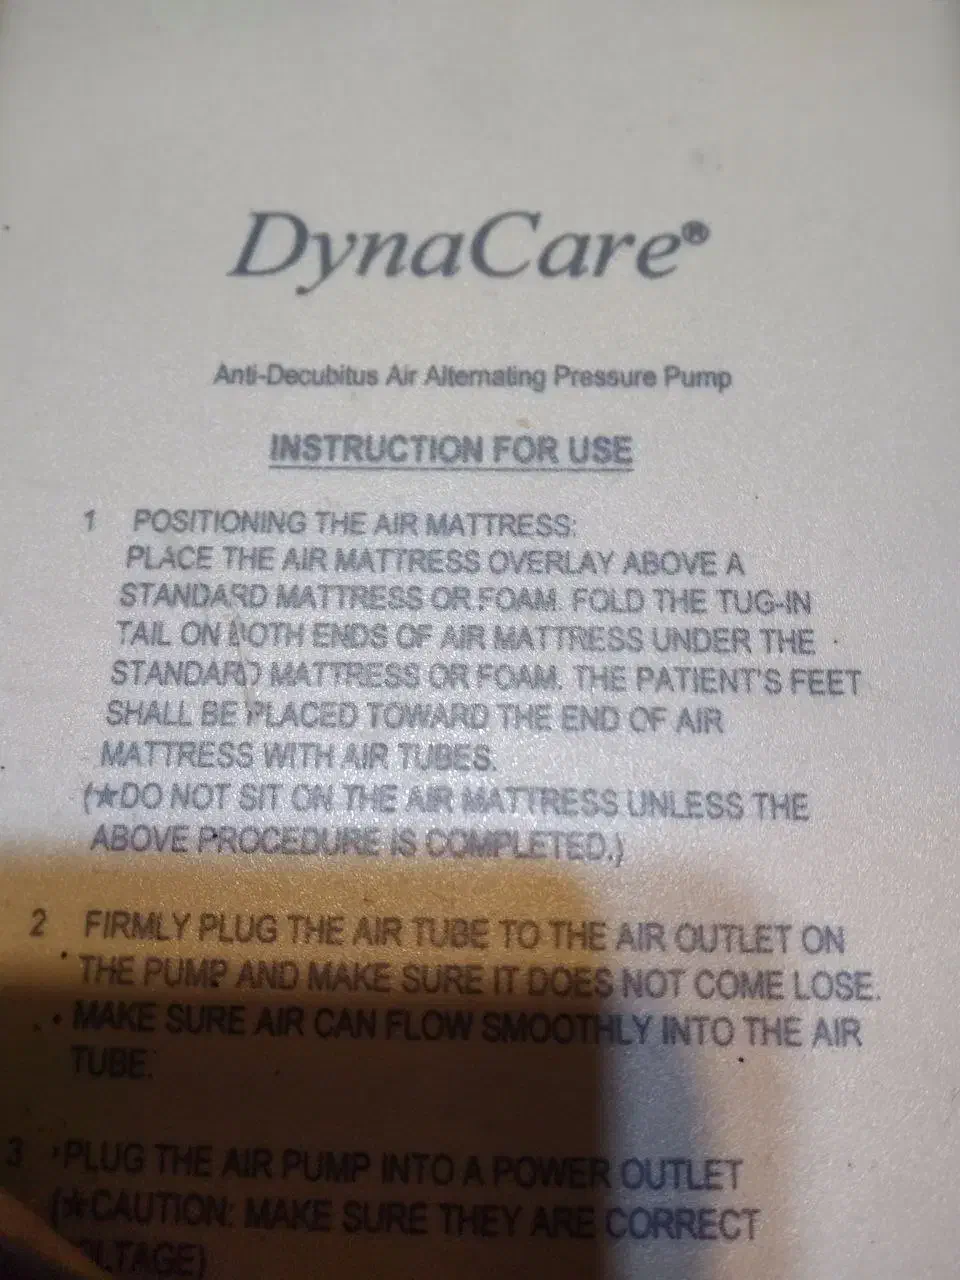 DynaCare®
Anti-Decubitus Air Alternating Pressure Pump
INSTRUCTION FOR USE
1 POSITIONING THE AIR MATTRESS:
PLACE THE AIR MATTRESS OVERLAY ABOVE A
STANDARD MATTRESS OR FOAM. FOLD THE TUG-IN
TAIL ON BOTH ENDS OF AIR MATTRESS UNDER THE
STANDARD MATTRESS OR FOAM. THE PATIENT'S FEET
SHALL BE PLACED TOWARD THE END OF AIR
MATTRESS WITH AIR TUBES.
(★DO NOT SIT ON THE AIR MATTRESS UNLESS THE
ABOVE PROCEDURE IS COMPLETED.)
2 FIRMLY PLUG THE AIR TUBE TO THE AIR OUTLET ON
THE PUMP AND MAKE SURE IT DOES NOT COME LOSE.
MAKE SURE AIR CAN FLOW SMOOTHLY INTO THE AIR
TUBE.
3 PLUG THE AIR PUMP INTO A POWER OUTLET
(★CAUTION: MAKE SURE THEY ARE CORRECT
VOLTAGE)